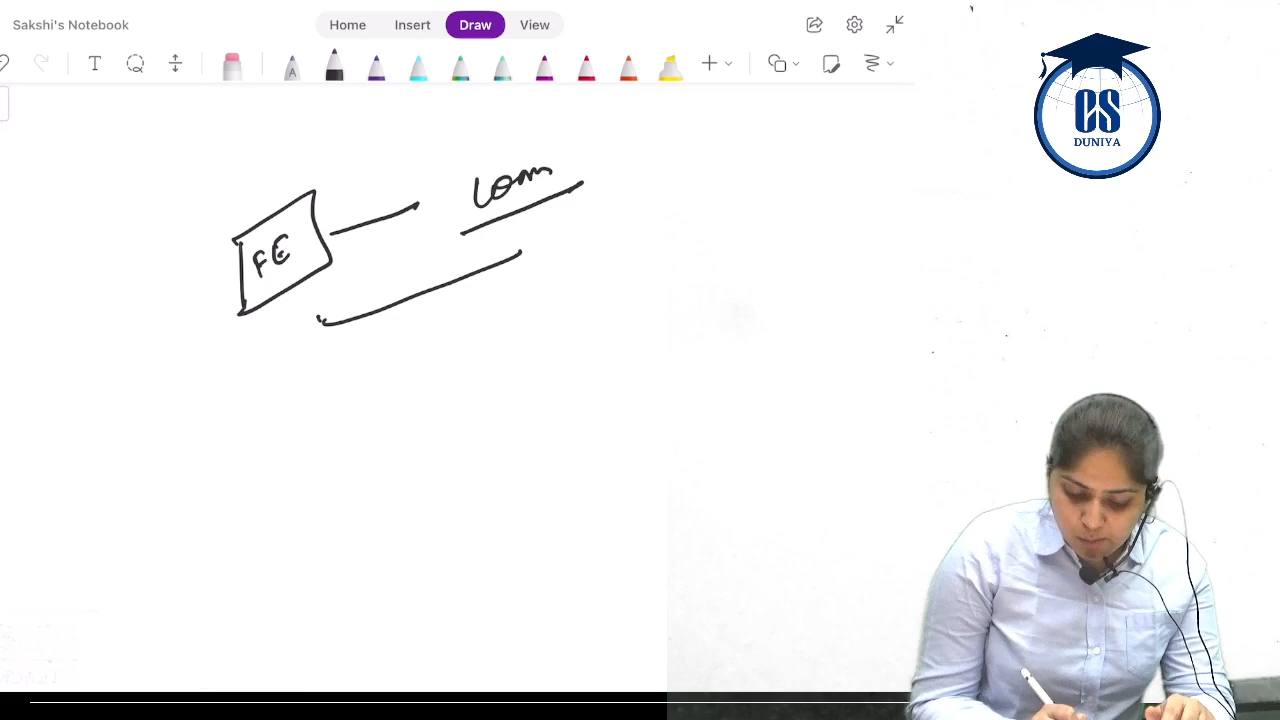 Sakshi's Notebook
Home Insert Draw View
T
A
CS
DUNIYA
Loan
FE